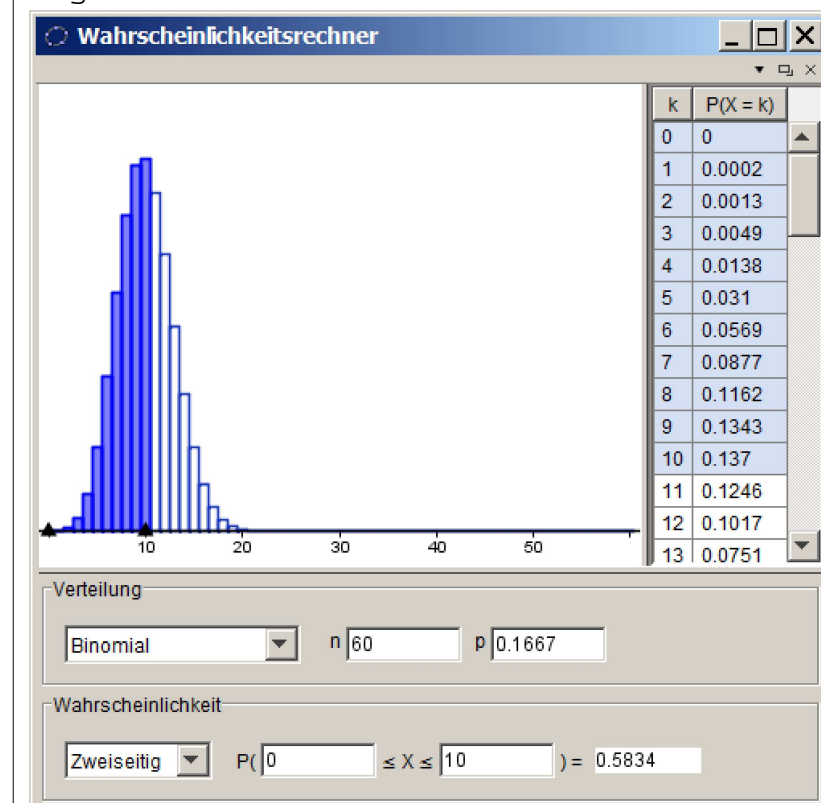 Wahrscheinlichkeitsrechner
k P(X = k)
0 0
1 0.0002
2 0.0013
3 0.0049
4 0.0138
5 0.031
6 0.0569
7 0.0877
8 0.1162
9 0.1343
10 0.137
11 0.1246
12 0.1017
13 0.0751
10 20 30 40 50
Verteilung
Binomial n 60 p 0.1667
Wahrscheinlichkeit
Zweiseitig P( 0 ≤ X ≤ 10 ) = 0.5834